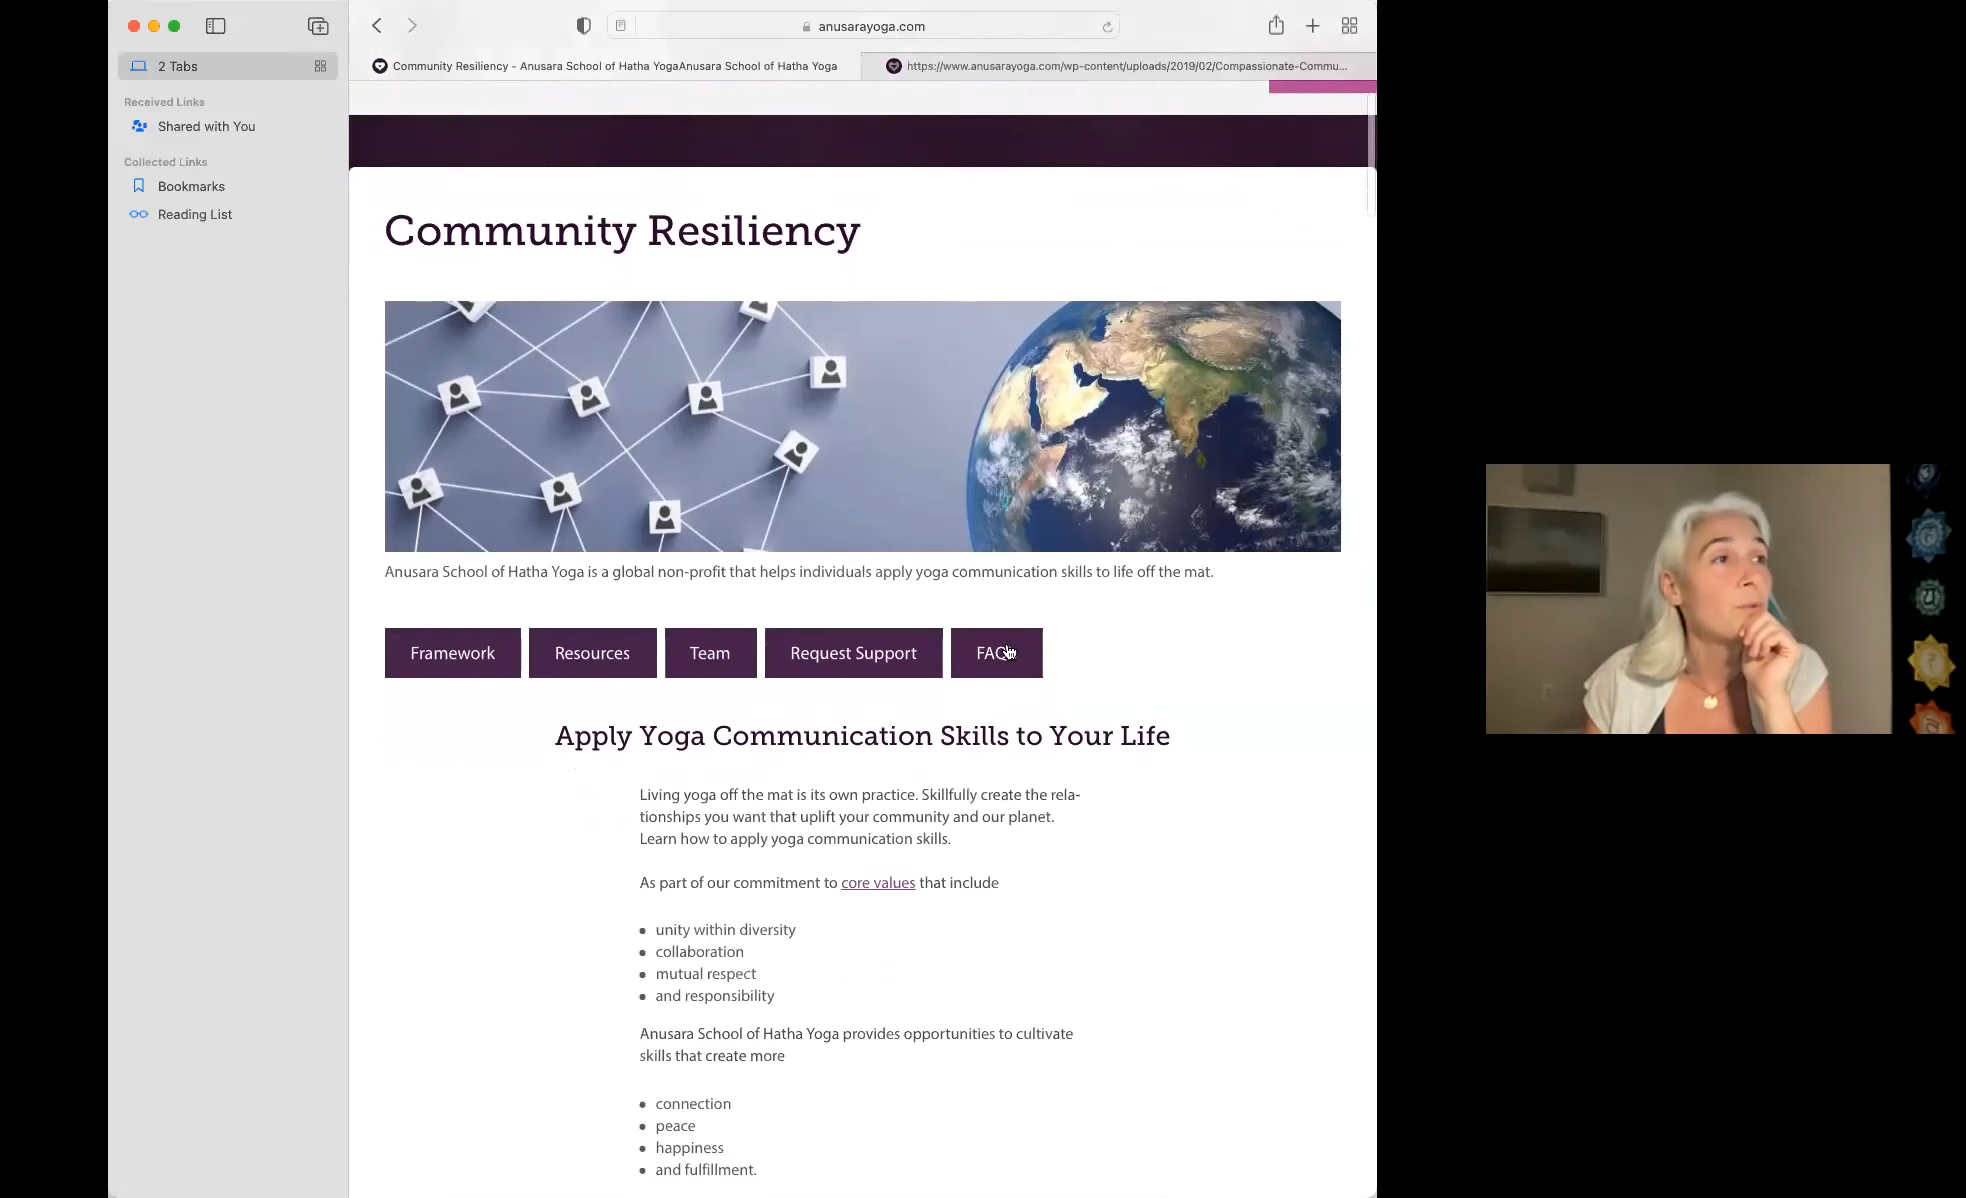 anusarayoga.com
2 Tabs
Community Resiliency - Anusara School of Hatha YogaAnusara School of Hatha Yoga
https://www.anusarayoga.com/wp-content/uploads/2019/02/Compassionate-Commu...
Received Links
Shared with You
Collected Links
Bookmarks
Reading List
Community Resiliency
Anusara School of Hatha Yoga is a global non-profit that helps individuals apply yoga communication skills to life off the mat.
Framework
Resources
Team
Request Support
Apply Yoga Communication Skills to Your Life
Living yoga off the mat is its own practice. Skillfully create the rela-
tionships you want that uplift your community and our planet.
Learn how to apply yoga communication skills.
As part of our commitment to core values that include
unity within diversity
collaboration
mutual respect
and responsibility
Anusara School of Hatha Yoga provides opportunities to cultivate
skills that create more
connection
peace
happiness
and fulfillment.